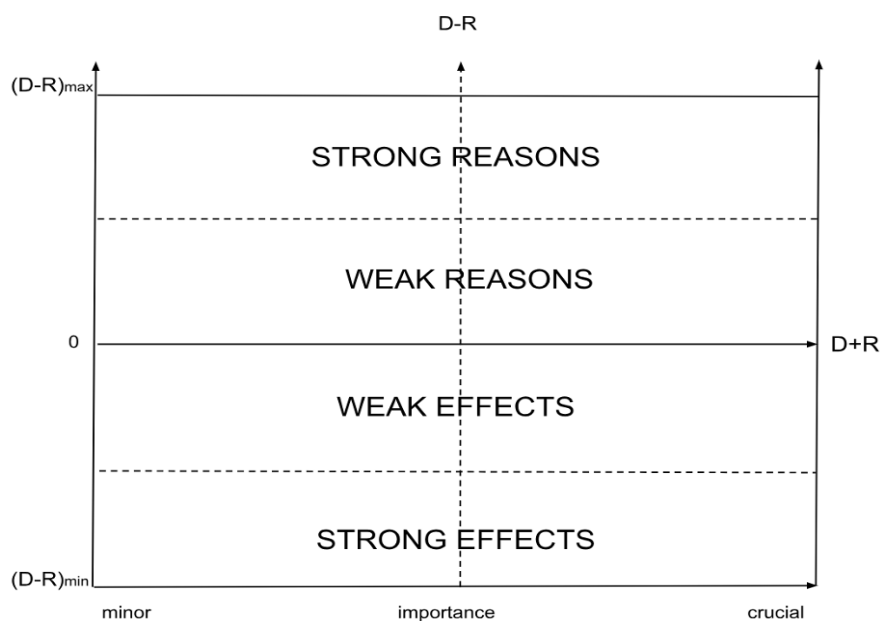 D-R
(D-R)max
STRONG REASONS
WEAK REASONS
0
D+R
WEAK EFFECTS
STRONG EFFECTS
(D-R)min
minor importance crucial